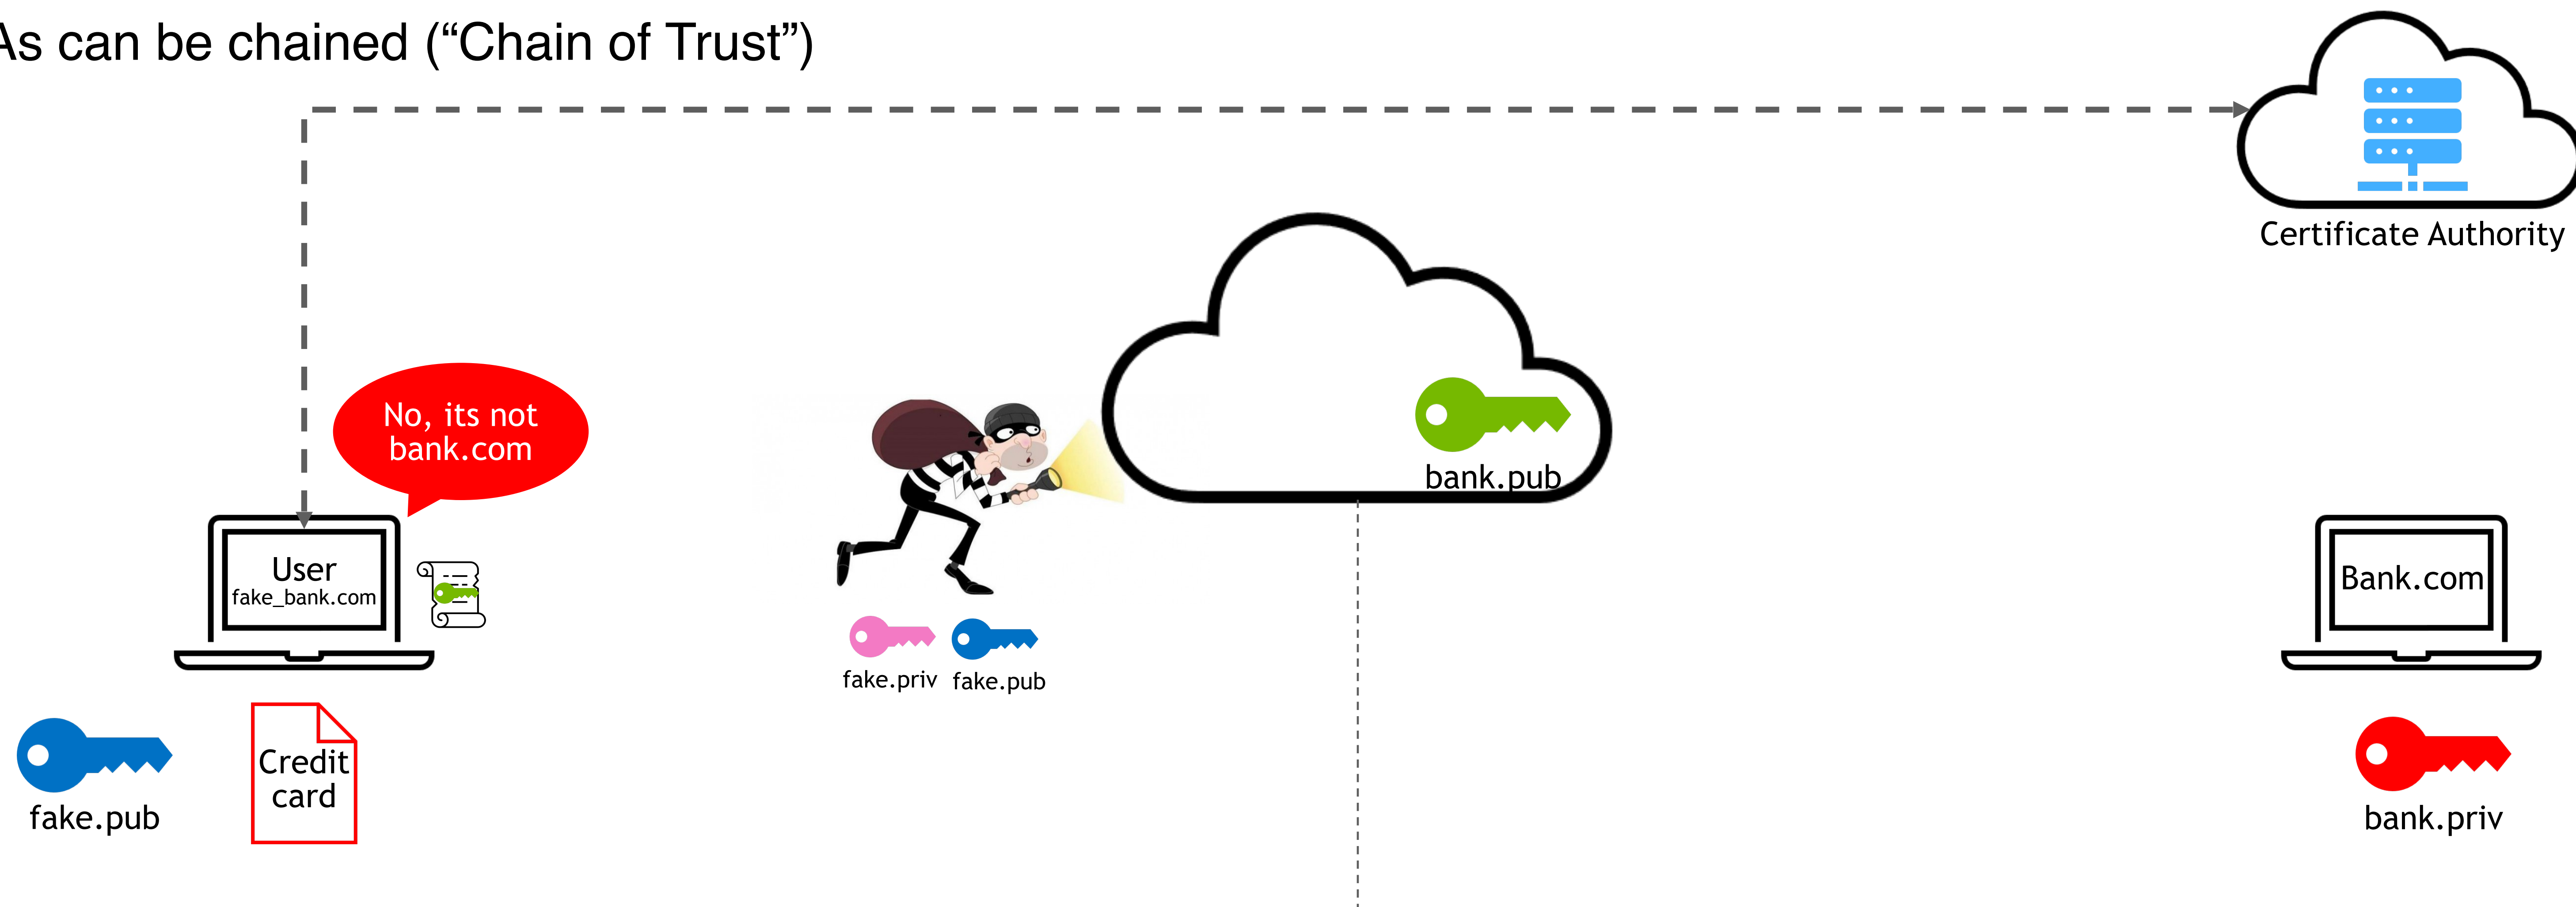 As can be chained (“Chain of Trust”)
Certificate Authority
No, its not
bank.com
bank.pub
User
fake_bank.com
Bank.com
fake.priv
fake.pub
Credit
card
fake.pub
bank.priv